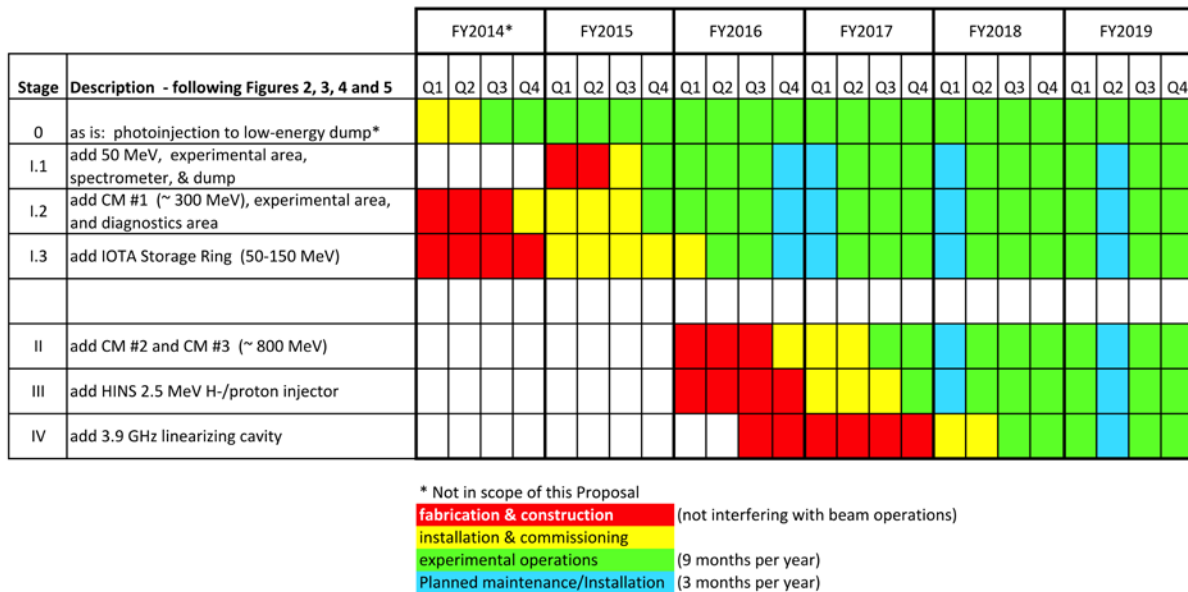 FY2014* FY2015 FY2016 FY2017 FY2018 FY2019
Stage Description - following Figures 2, 3, 4 and 5 Q1 Q2 Q3 Q4 Q1 Q2 Q3 Q4 Q1 Q2 Q3 Q4 Q1 Q2 Q3 Q4 Q1 Q2 Q3 Q4 Q1 Q2 Q3 Q4
0 as is: photoinjection to low-energy dump*
I.1 add 50 MeV, experimental area,
spectrometer, & dump
I.2 add CM #1 (~ 300 MeV), experimental area,
and diagnostics area
I.3 add IOTA Storage Ring (50-150 MeV)
II add CM #2 and CM #3 (~ 800 MeV)
III add HINS 2.5 MeV H-/proton injector
IV add 3.9 GHz linearizing cavity
* Not in scope of this Proposal
fabrication & construction (not interfering with beam operations)
installation & commissioning
experimental operations (9 months per year)
Planned maintenance/Installation (3 months per year)